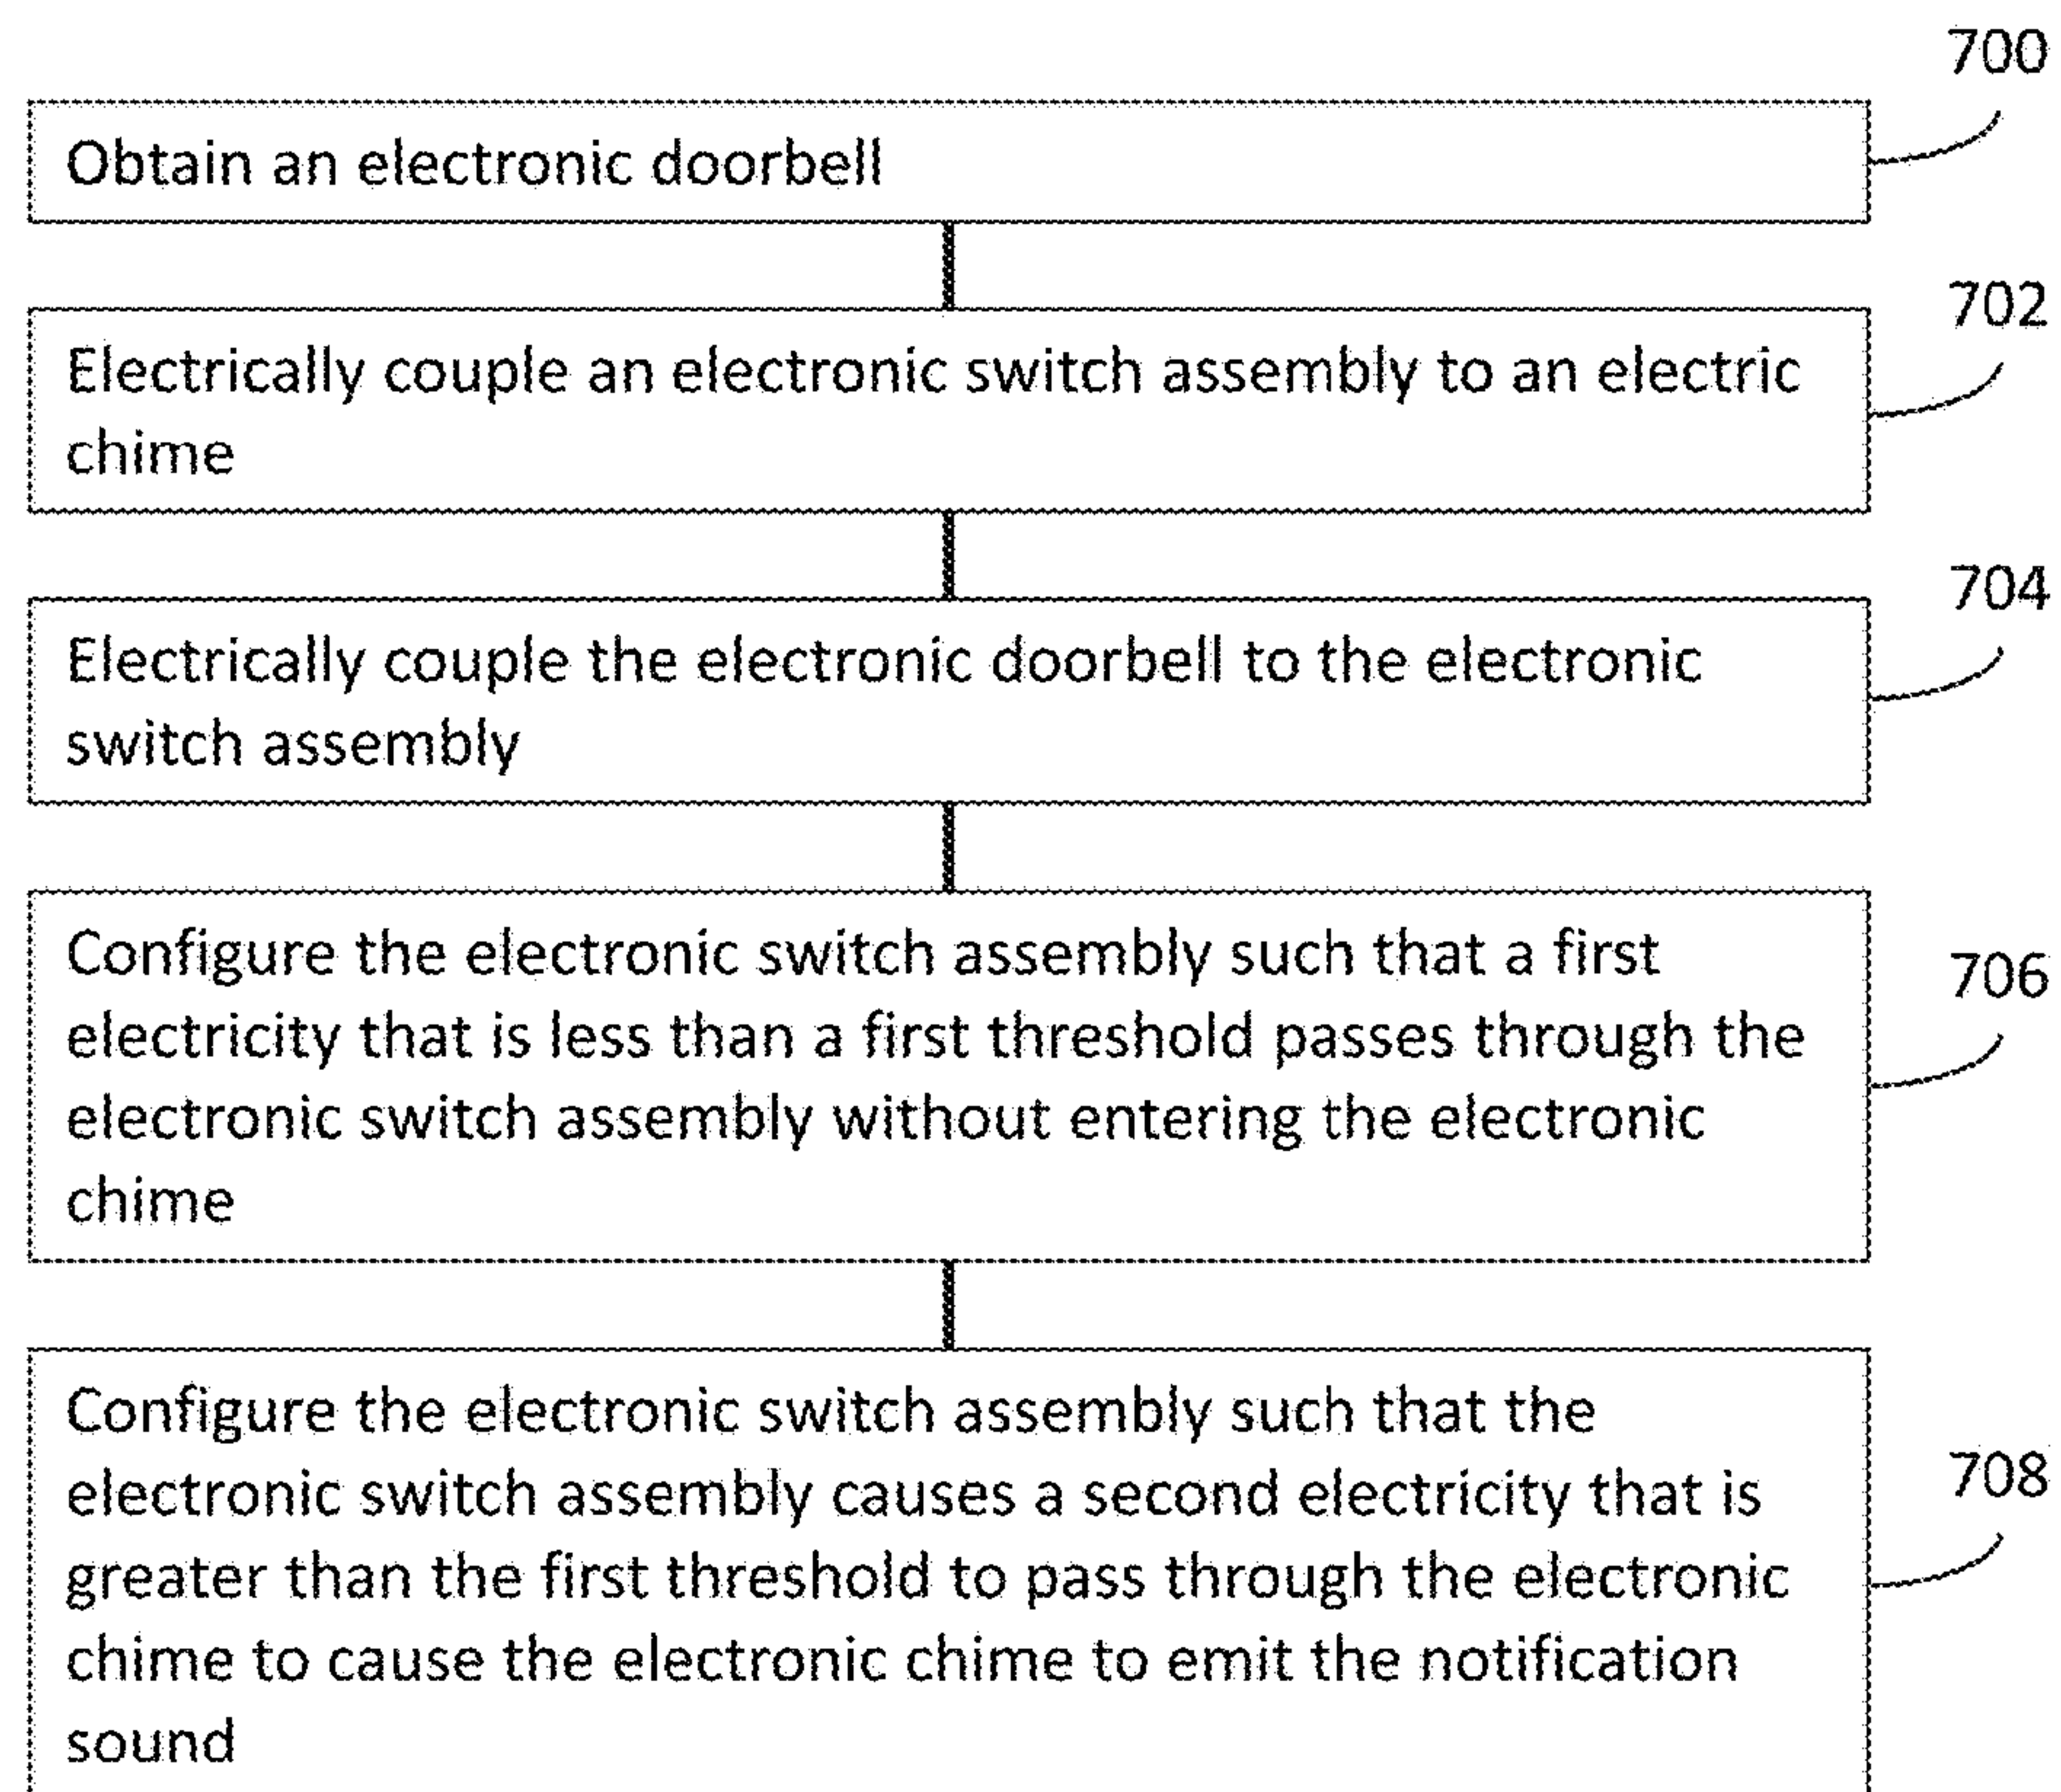 700
Obtain an electronic doorbell
702
Electrically couple an electronic switch assembly to an electric
chime
704
Electrically couple the electronic doorbell to the electronic
switch assembly
706
Configure the electronic switch assembly such that a first
electricity that is less than a first threshold passes through the
electronic switch assembly without entering the electronic
chime
708
Configure the electronic switch assembly such that the
electronic switch assembly causes a second electricity that is
greater than the first threshold to pass through the electronic
chime to cause the electronic chime to emit the notification
sound